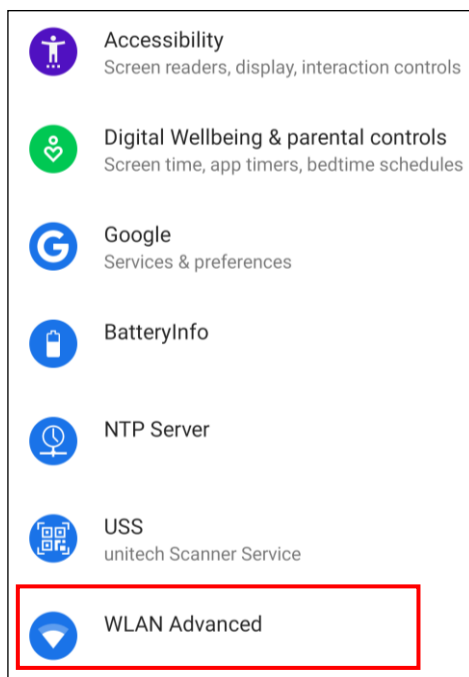 Accessibility
Screen readers, display, interaction controls
Digital Wellbeing & parental controls
Screen time, app timers, bedtime schedules
Google
Services & preferences
BatteryInfo
NTP Server
USS
unitech Scanner Service
WLAN Advanced